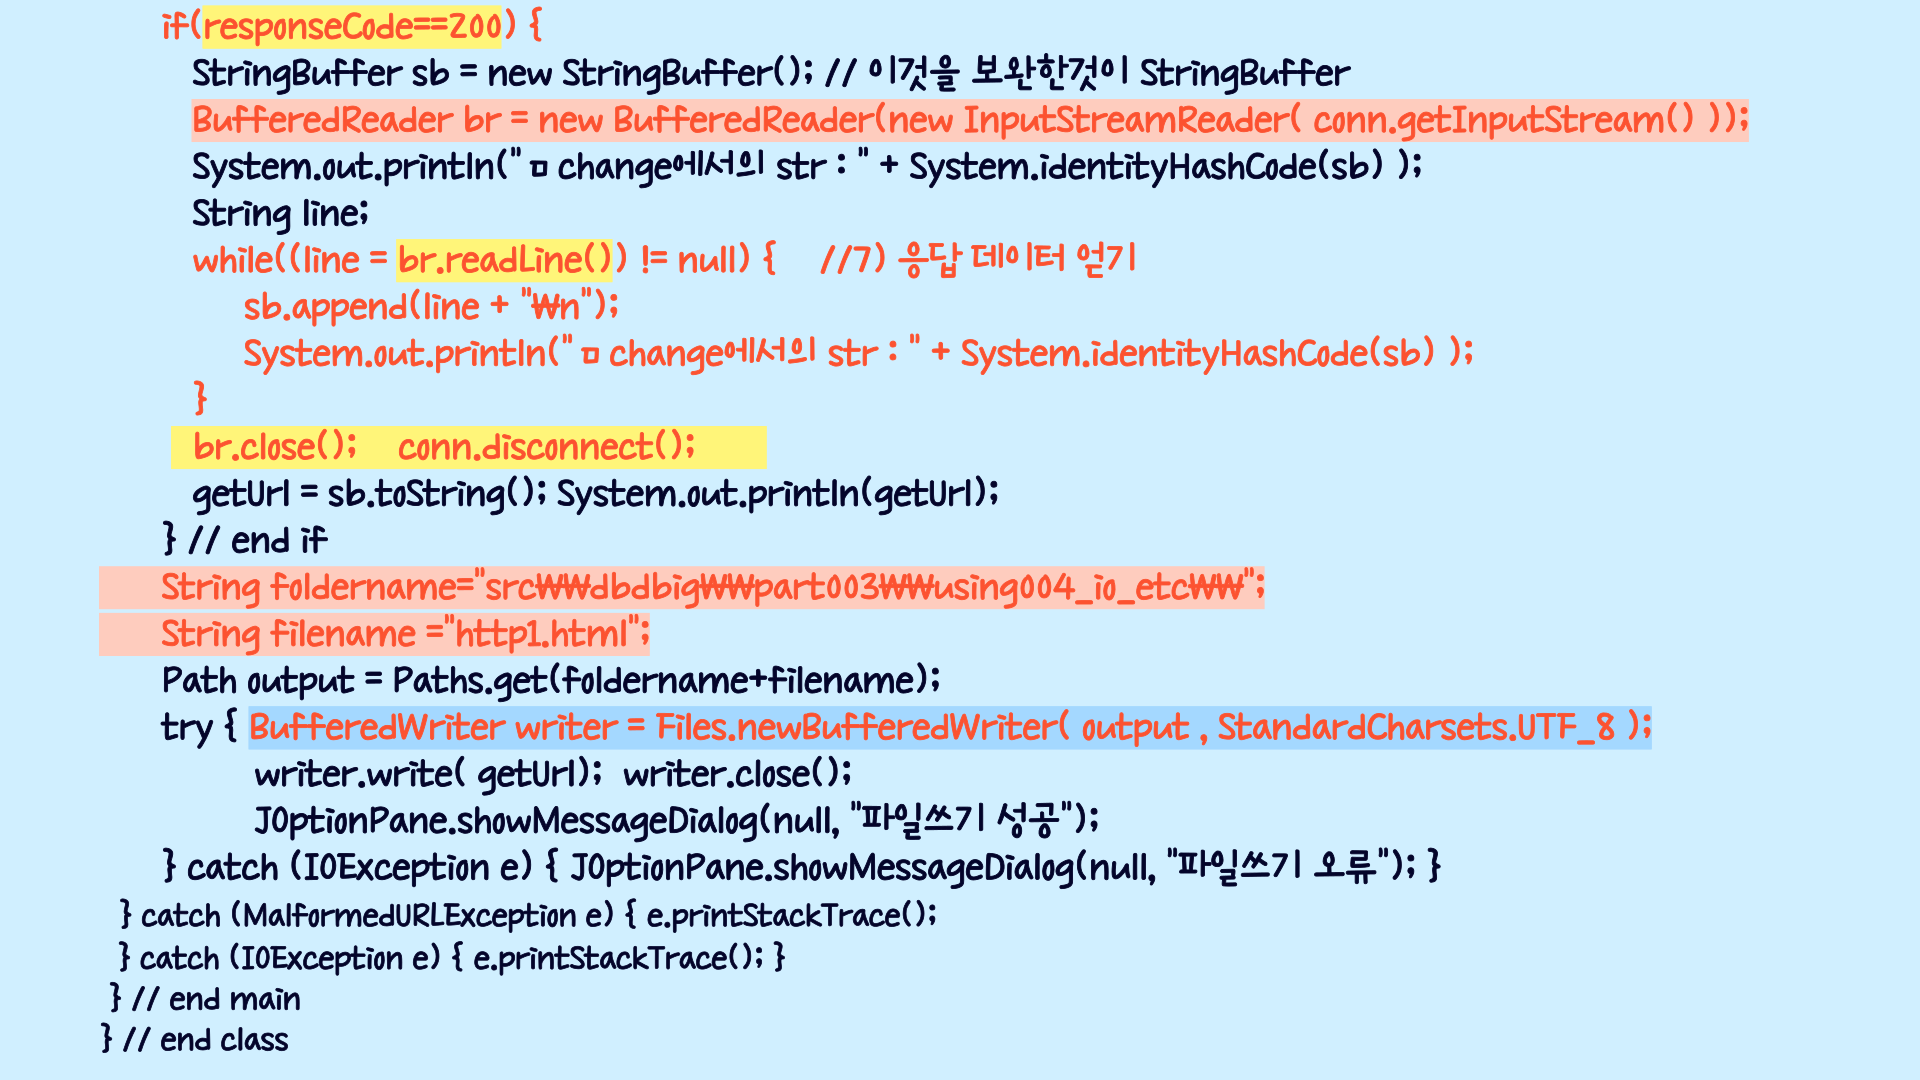 if(responseCode==200) {
StringBuffer sb = new StringBuffer(); // 이것을 보완한것이 StringBuffer
BufferedReader br = new BufferedReader(new InputStreamReader( conn.getInputStream() ));
System.out.println("ㅁchange에서의 str : " + System.identityHashCode(sb) );
String line;
while((line = br.readLine()) != null) { //7) 응답 데이터 얻기
sb.append(line + "₩n");
System.out.println("ㅁchange에서의 str : " + System.identityHashCode(sb) );
}
br.close(); conn.disconnect();
getUrl = sb.toString(); System.out.println(getUrl);
} // end if
String foldername="src₩₩dbdbig₩₩part003₩₩using004_io_etc₩₩";
String filename ="http1.html";
Path output = Paths.get(foldername+filename);
try { BufferedWriter writer = Files.newBufferedWriter( output , StandardCharsets.UTF_8 );
writer.write( getUrl); writer.close();
JOptionPane.showMessageDialog(null, "파일쓰기 성공");
} catch (IOException e) { JOptionPane.showMessageDialog(null, "파일쓰기 오류"); }
} catch (MalformedURLException e) { e.printStackTrace();
} catch (IOException e) { e.printStackTrace(); }
} // end main
} // end class